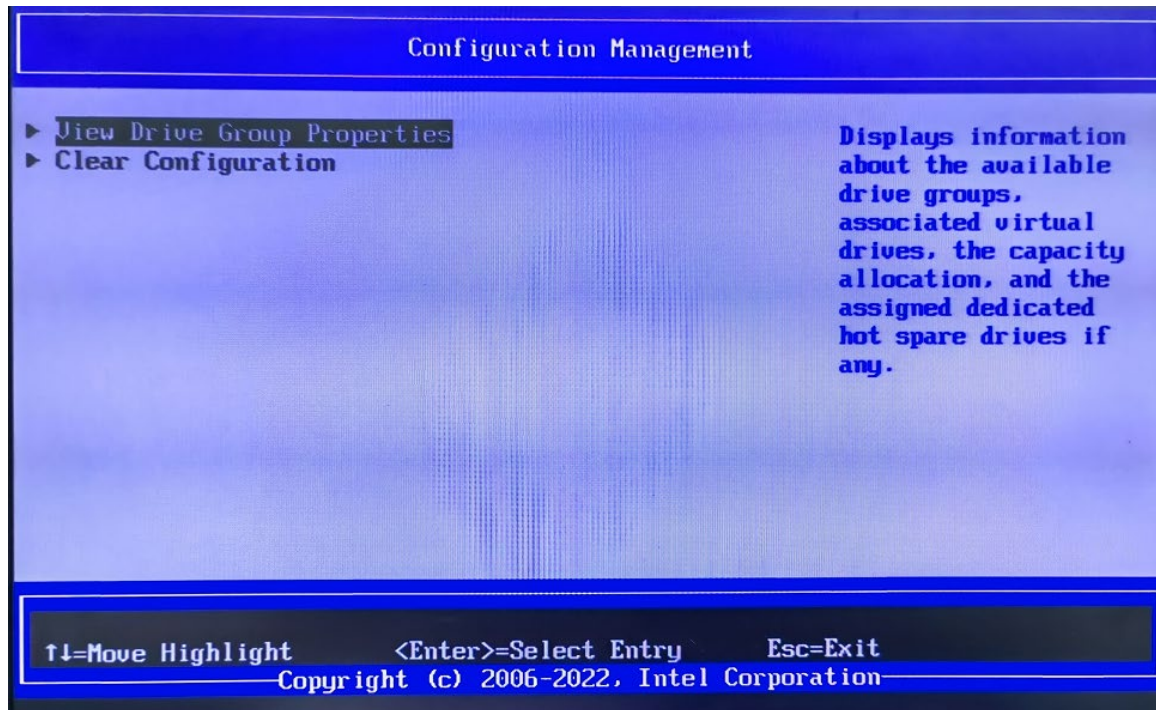 Configuration Management
▶ View Drive Group Properties
▶ Clear Configuration
Displays information
about the available
drive groups,
associated virtual
drives, the capacity
allocation, and the
assigned dedicated
hot spare drives if
any.
↑↓=Move Highlight <Enter>=Select Entry Esc=Exit
Copyright (c) 2006-2022, Intel Corporation